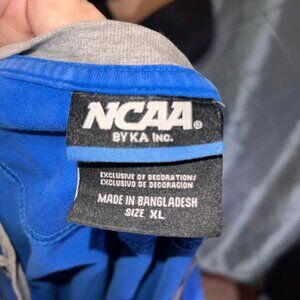 NCAA®
BY KA Inc.
EXCLUSIVE OF DECORATION/
EXCLUSIVO DE DECORACION
MADE IN BANGLADESH
SIZE XL